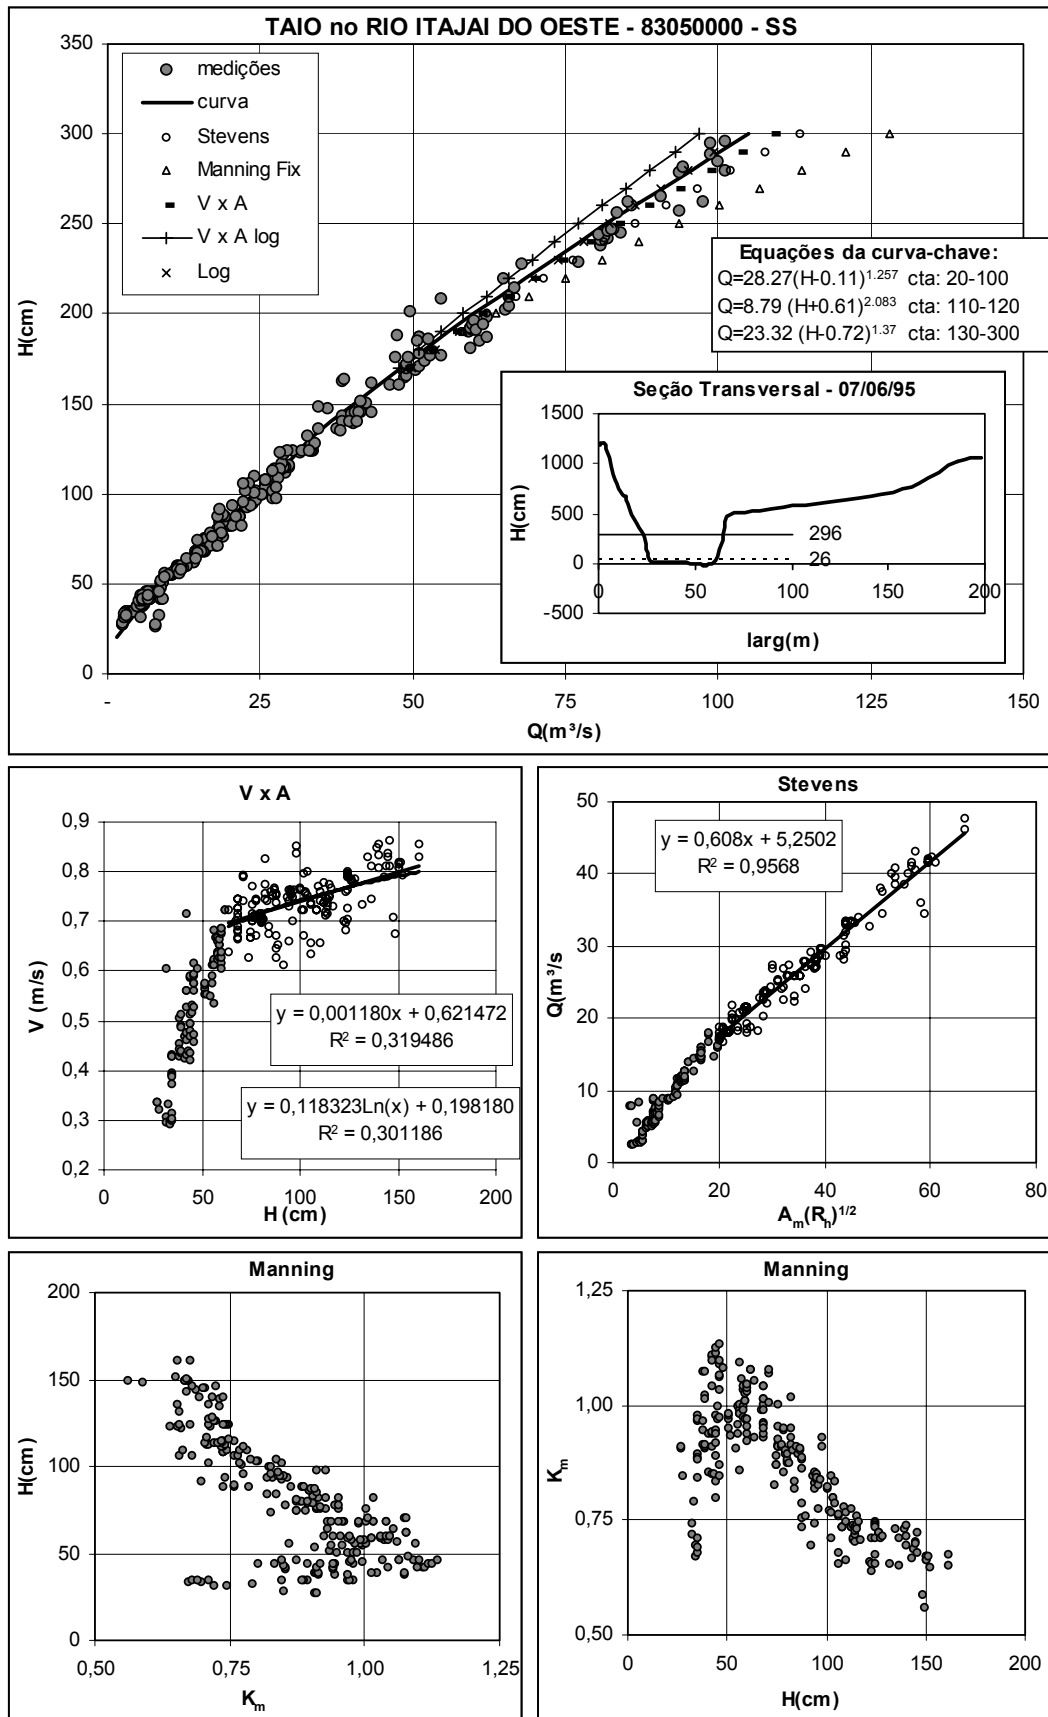 TAIO no RIO ITAJAI DO OESTE - 83050000 - SS
350
300
250
200
150
100
50
0
H(cm)
medições
curva
Stevens
Manning Fix
V x A
V x A log
Log
Equações da curva-chave:
Q=28.27(H-0.11)^1.257 cta: 20-100
Q=8.79 (H+0.61)^2.083 cta: 110-120
Q=23.32 (H-0.72)^1.37 cta: 130-300
Seção Transversal - 07/06/95
1500
1000
500
0
-500
H(cm)
296
26
0 50 100 150 200
larg(m)
- 25 50 75 100 125 150
Q(m³/s)
V x A
0,9
0,8
0,7
0,6
0,5
0,4
0,3
0,2
V (m/s)
y = 0,001180x + 0,621472
R² = 0,319486
y = 0,118323Ln(x) + 0,198180
R² = 0,301186
0 50 100 150 200
H (cm)
Stevens
50
40
30
20
10
0
Q(m³/s)
y = 0,608x + 5,2502
R² = 0,9568
0 20 40 60 80
A_m(R_h)^1/2
Manning
200
150
100
50
0
H(cm)
0,50 0,75 1,00 1,25
K_m
Manning
1,25
1,00
0,75
0,50
K_m
0 50 100 150 200
H(cm)